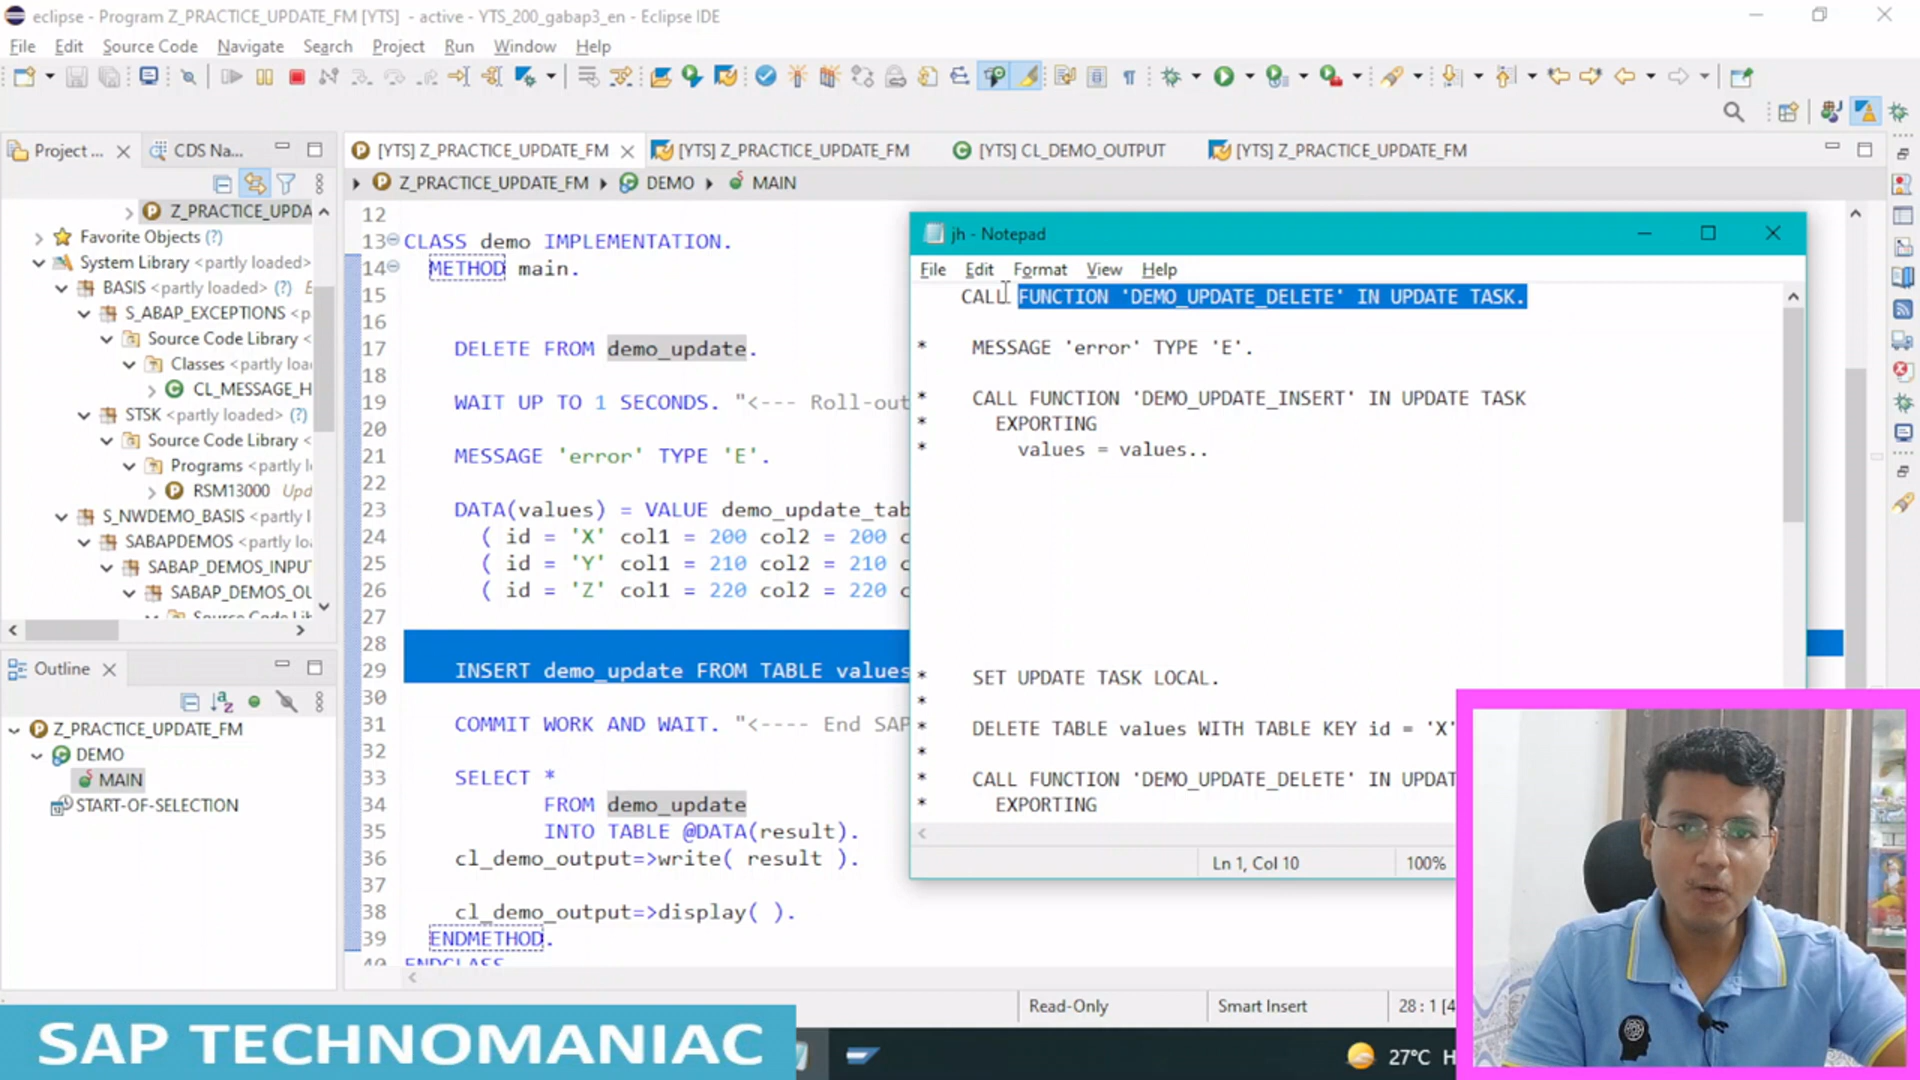 eclipse - Program Z_PRACTICE_UPDATE_FM [YTS] - active - YTS_200_gabap3_en - Eclipse IDE
File Edit Source Code Navigate Search Project Run Window Help
Project ... CDS Na...
[YTS] Z_PRACTICE_UPDATE_FM [YTS] Z_PRACTICE_UPDATE_FM [YTS] CL_DEMO_OUTPUT [YTS] Z_PRACTICE_UPDATE_FM
Z_PRACTICE_UPDATE_FM DEMO MAIN
Z_PRACTICE_UPDA
Favorite Objects (?)
System Library <partly loaded>
BASIS <partly loaded> (?)
S_ABAP_EXCEPTIONS <p
Source Code Library
Classes <partly loa
CL_MESSAGE_H
STSK <partly loaded> (?)
Source Code Library
Programs <partly l
RSM13000 Upd
S_NWDEMO_BASIS <partly
SABAPDEMOS <partly lo
SABAP_DEMOS_INPU
SABAP_DEMOS_OU
Outline
Z_PRACTICE_UPDATE_FM
DEMO
MAIN
START-OF-SELECTION
12
13 CLASS demo IMPLEMENTATION.
14 METHOD main.
15
16
17 DELETE FROM demo_update.
18
19 WAIT UP TO 1 SECONDS. "<--- Roll-ou
20
21 MESSAGE 'error' TYPE 'E'.
22
23 DATA(values) = VALUE demo_update_tab
24 ( id = 'X' col1 = 200 col2 = 200 c
25 ( id = 'Y' col1 = 210 col2 = 210 c
26 ( id = 'Z' col1 = 220 col2 = 220 c
27
28
29 INSERT demo_update FROM TABLE values
30
31 COMMIT WORK AND WAIT. "<---- End SAP
32
33 SELECT *
34 FROM demo_update
35 INTO TABLE @DATA(result).
36 cl_demo_output=>write( result ).
37
38 cl_demo_output=>display( ).
39 ENDMETHOD.
40 ENDCLASS
jh - Notepad
File Edit Format View Help
CALL FUNCTION 'DEMO_UPDATE_DELETE' IN UPDATE TASK.
* MESSAGE 'error' TYPE 'E'.
* CALL FUNCTION 'DEMO_UPDATE_INSERT' IN UPDATE TASK
* EXPORTING
* values = values..
* SET UPDATE TASK LOCAL.
*
* DELETE TABLE values WITH TABLE KEY id = 'X'
*
* CALL FUNCTION 'DEMO_UPDATE_DELETE' IN UPDAT
* EXPORTING
Ln 1, Col 10 100%
Read-Only Smart Insert 28 : 1 [4
SAP TECHNOMANIAC
27°C H